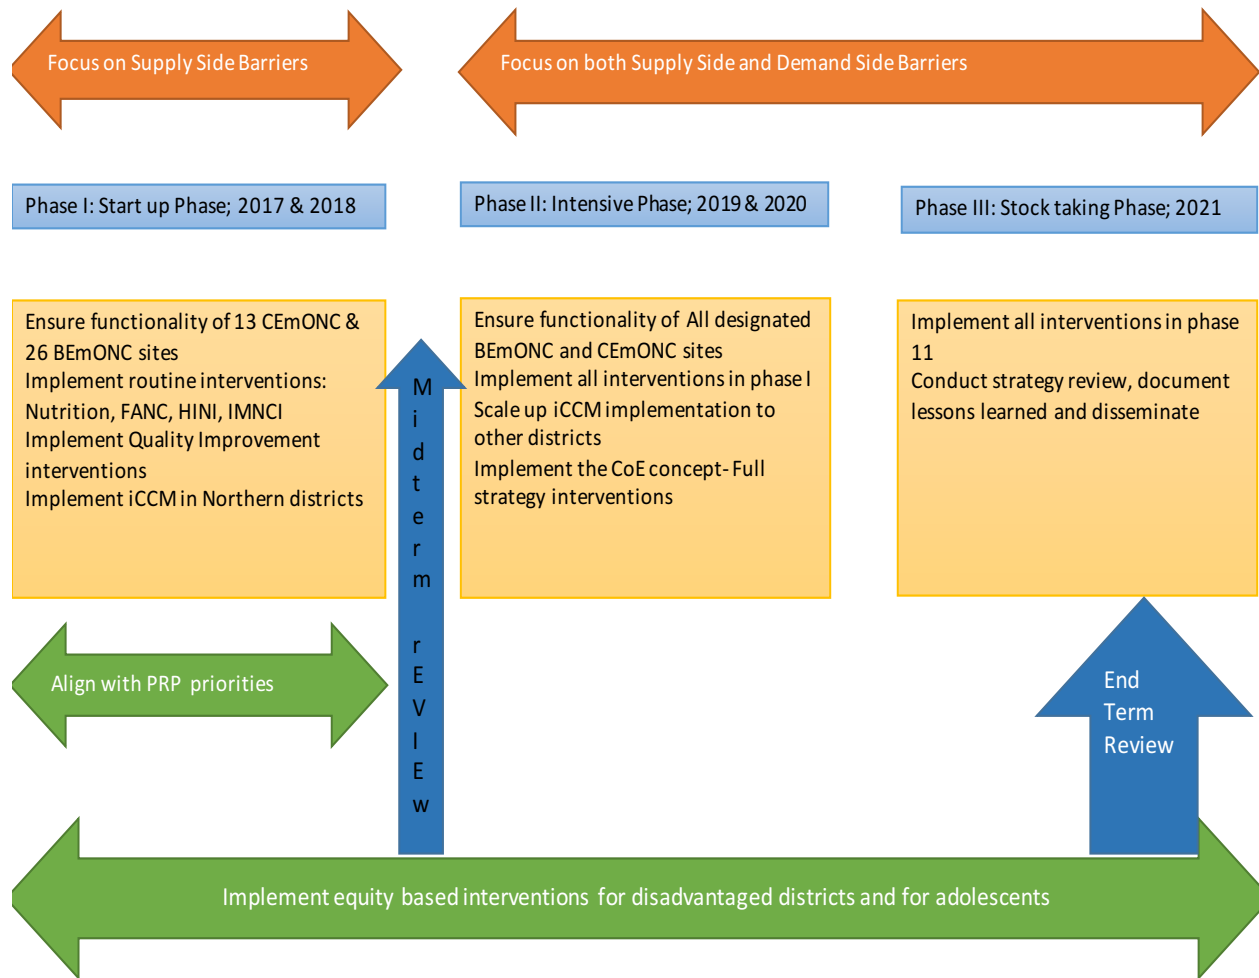 Focus on Supply Side Barriers
Focus on both Supply Side and Demand Side Barriers
Phase I: Start up Phase; 2017 & 2018
Phase II: Intensive Phase; 2019 & 2020
Phase III: Stock taking Phase; 2021
Ensure functionality of 13 CEmONC &
26 BEmONC sites
Implement routine interventions:
Nutrition, FANC, HINI, IMNCI
Implement Quality Improvement
interventions
Implement iCCM in Northern districts
M
i
d
t
e
r
m
r
E
V
I
E
w
Ensure functionality of All designated
BEmONC and CEmONC sites
Implement all interventions in phase I
Scale up iCCM implementation to
other districts
Implement the CoE concept- Full
strategy interventions
Implement all interventions in phase
11
Conduct strategy review, document
lessons learned and disseminate
Align with PRP priorities
End
Term
Review
Implement equity based interventions for disadvantaged districts and for adolescents